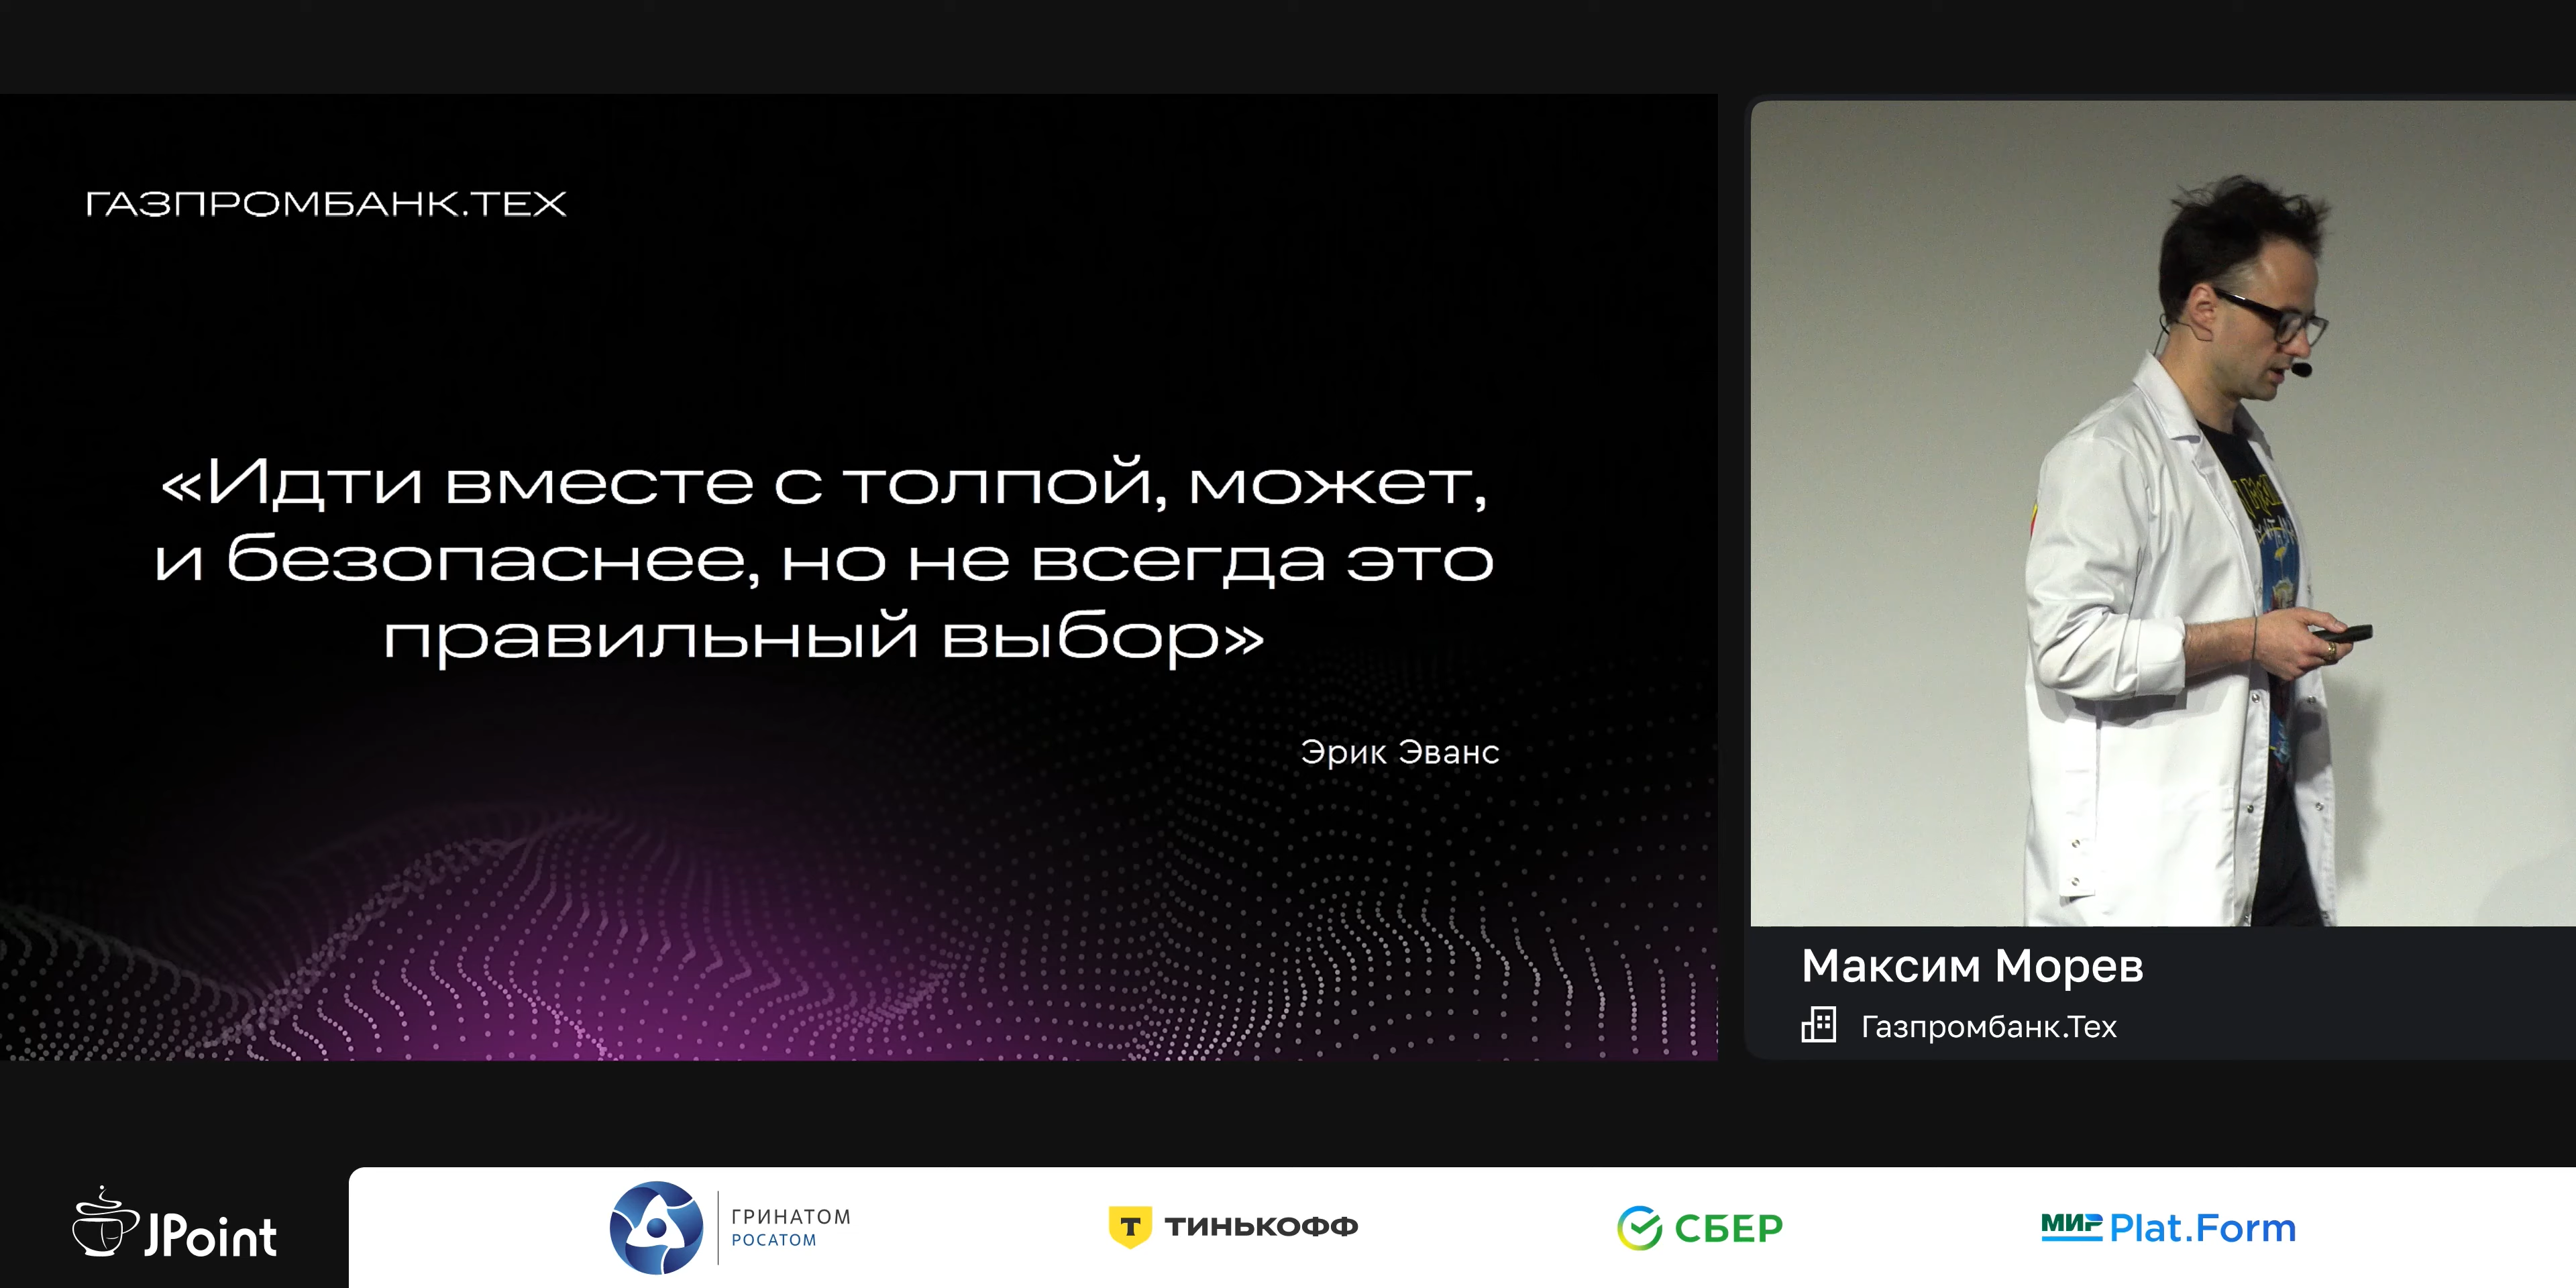 ГАЗПРОМБАНК.ТЕХ
«Идти вместе с толпой, может,
и безопаснее, но не всегда это
правильный выбор»
Эрик Эванс
Максим Морев
Газпромбанк.Тех
JPoint
ГРИНАТОМ
РОСАТОМ
Т ТИНЬКОФФ
СБЕР
МИР Plat.Form